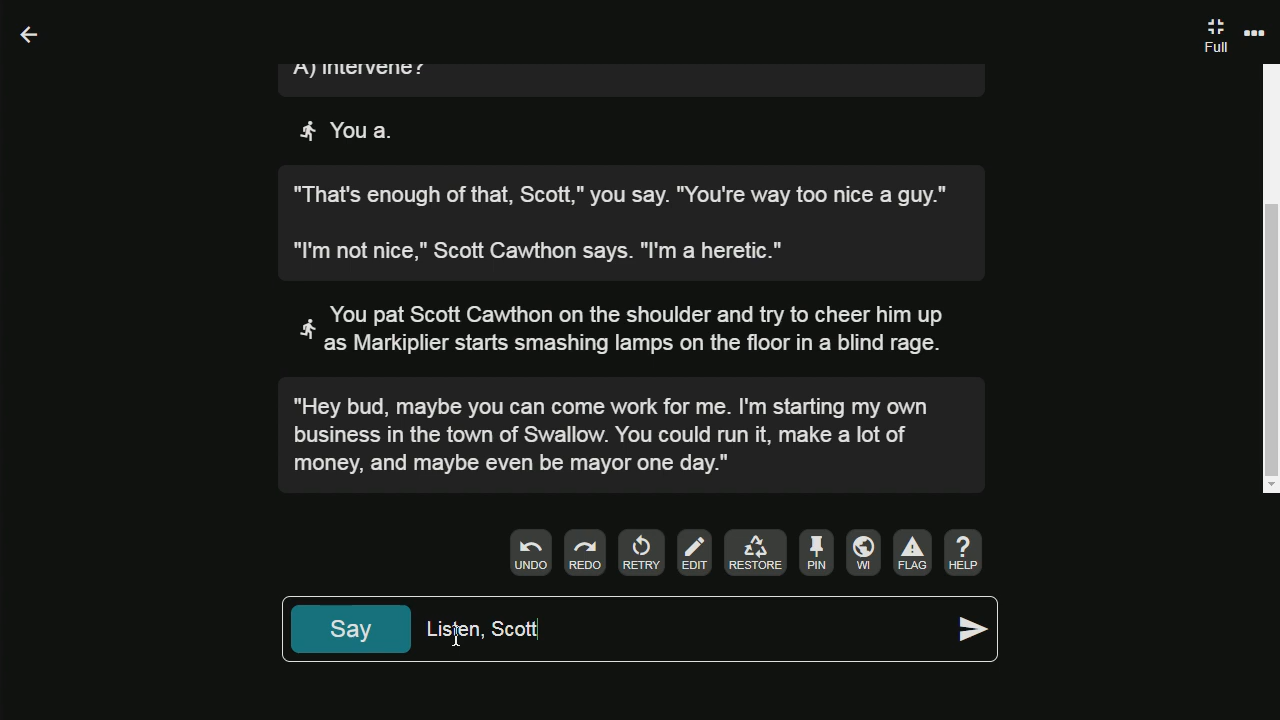 Full
A) Intervene?
You a.
"That's enough of that, Scott," you say. "You're way too nice a guy."
"I'm not nice," Scott Cawthon says. "I'm a heretic."
You pat Scott Cawthon on the shoulder and try to cheer him up
as Markiplier starts smashing lamps on the floor in a blind rage.
"Hey bud, maybe you can come work for me. I'm starting my own
business in the town of Swallow. You could run it, make a lot of
money, and maybe even be mayor one day."
UNDO REDO RETRY EDIT RESTORE PIN WI FLAG HELP
Say Listen, Scott